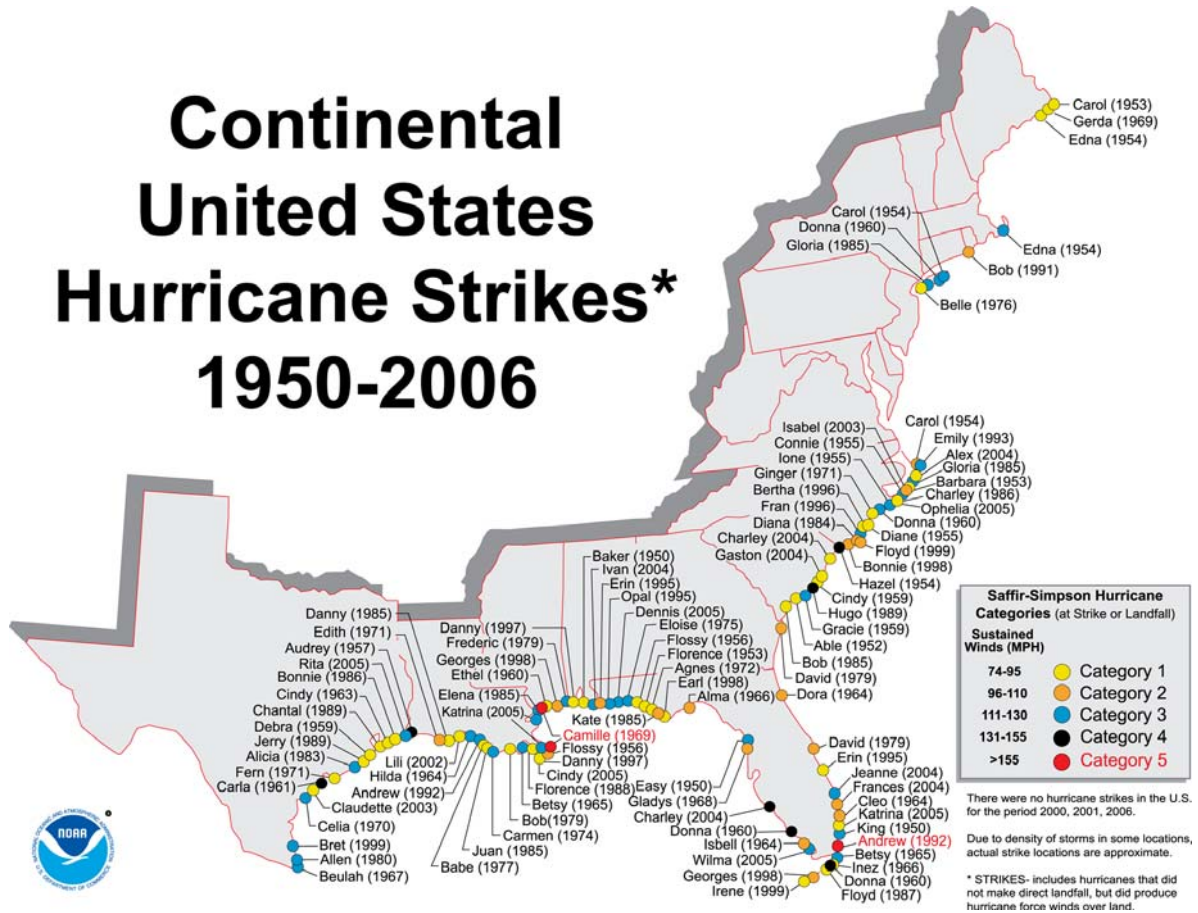 Continental
United States
Hurricane Strikes*
1950-2006
Carol (1953)
Gerda (1969)
Edna (1954)
Carol (1954)
Donna (1960)
Gloria (1985)
Edna (1954)
Bob (1991)
Belle (1976)
Carol (1954)
Isabel (2003)
Emily (1993)
Connie (1955)
Alex (2004)
Ione (1955)
Gloria (1985)
Ginger (1971)
Barbara (1953)
Bertha (1996)
Charley (1986)
Fran (1996)
Ophelia (2005)
Diana (1984)
Donna (1960)
Charley (2004)
Diane (1955)
Gaston (2004)
Floyd (1999)
Bonnie (1998)
Hazel (1954)
Cindy (1959)
Hugo (1989)
Gracie (1959)
Able (1952)
Bob (1985)
David (1979)
Dora (1964)
Baker (1950)
Ivan (2004)
Erin (1995)
Opal (1995)
Dennis (2005)
Eloise (1975)
Flossy (1956)
Florence (1953)
Agnes (1972)
Earl (1998)
Alma (1966)
Danny (1997)
Frederic (1979)
Georges (1998)
Ethel (1960)
Elena (1985)
Katrina (2005)
Kate (1985)
Camille (1969)
Danny (1985)
Edith (1971)
Audrey (1957)
Rita (2005)
Bonnie (1986)
Cindy (1963)
Chantal (1989)
Debra (1959)
Jerry (1989)
Alicia (1983)
Fern (1971)
Carla (1961)
Claudette (2003)
Celia (1970)
Bret (1999)
Allen (1980)
Beulah (1967)
Lili (2002)
Hilda (1964)
Andrew (1992)
Babe (1977)
Juan (1985)
Carmen (1974)
Bob(1979)
Betsy (1965)
Florence (1988)
Cindy (2005)
Danny (1997)
Flossy (1956)
Easy (1950)
Gladys (1968)
Charley (2004)
Donna (1960)
Isbell (1964)
Wilma (2005)
Georges (1998)
Irene (1999)
David (1979)
Erin (1995)
Jeanne (2004)
Frances (2004)
Cleo (1964)
Katrina (2005)
King (1950)
Andrew (1992)
Betsy (1965)
Inez (1966)
Donna (1960)
Floyd (1987)
Saffir-Simpson Hurricane
Categories (at Strike or Landfall)
Sustained
Winds (MPH)
74-95 Category 1
96-110 Category 2
111-130 Category 3
131-155 Category 4
>155 Category 5
There were no hurricane strikes in the U.S.
for the period 2000, 2001, 2006.
Due to density of storms in some locations,
actual strike locations are approximate.
* STRIKES- includes hurricanes that did
not make direct landfall, but did produce
hurricane force winds over land.
NOAA